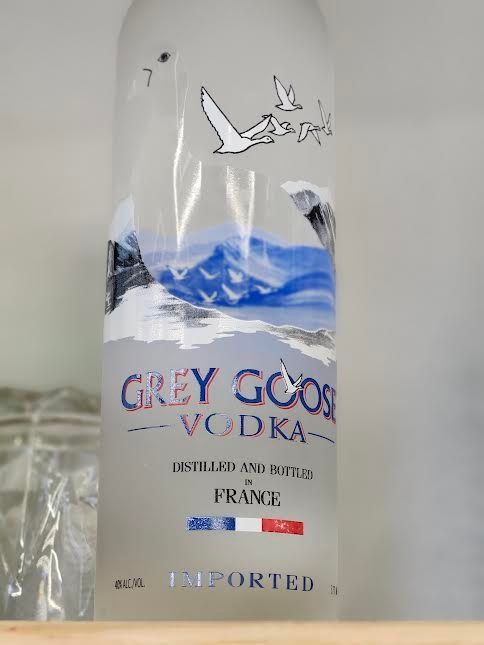 GREY GOOSE
VODKA
DISTILLED AND BOTTLED
IN
FRANCE
40% ALC./VOL.
IMPORTED